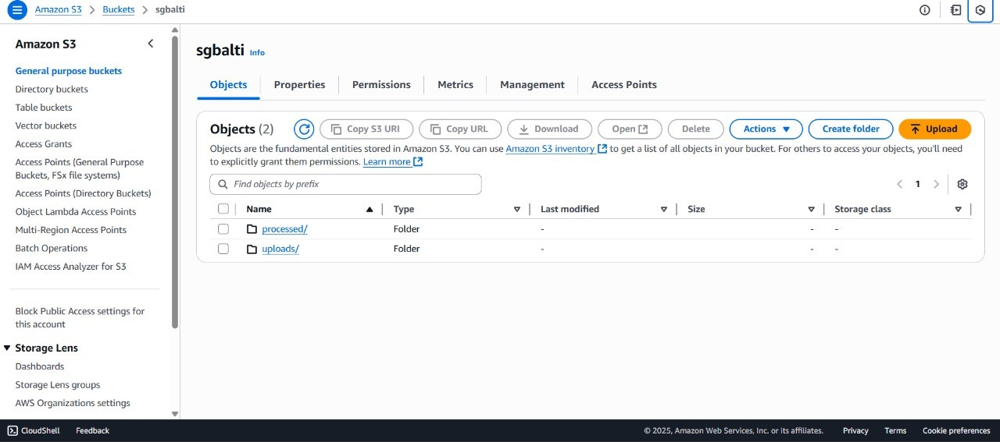 Amazon S3 > Buckets > sgbalti
Amazon S3
General purpose buckets
Directory buckets
Table buckets
Vector buckets
Access Grants
Access Points (General Purpose
Buckets, FSx file systems)
Access Points (Directory Buckets)
Object Lambda Access Points
Multi-Region Access Points
Batch Operations
IAM Access Analyzer for S3
Block Public Access settings for
this account
Storage Lens
Dashboards
Storage Lens groups
AWS Organizations settings
sgbalti Info
Objects Properties Permissions Metrics Management Access Points
Objects (2) Copy S3 URI Copy URL Download Open Delete Actions Create folder Upload
Objects are the fundamental entities stored in Amazon S3. You can use Amazon S3 inventory to get a list of all objects in your bucket. For others to access your objects, you'll need
to explicitly grant them permissions. Learn more
Find objects by prefix 1
Name Type Last modified Size Storage class
processed/ Folder - - -
uploads/ Folder - - -
CloudShell Feedback © 2025, Amazon Web Services, Inc. or its affiliates. Privacy Terms Cookie preferences